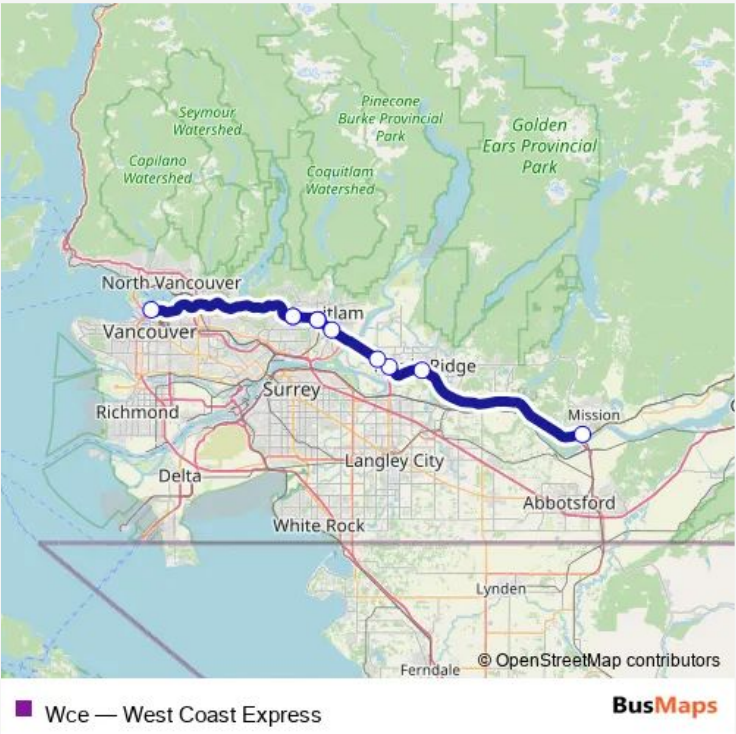 Pinecone
Burke Provincial
Park
Seymour
Watershed
Golden
Ears Provincial
Park
Capilano
Watershed
Coquitlam
Watershed
North Vancouver
itlam
Vancouver
Ridge
Surrey
Richmond
Mission
Langley City
Delta
Abbotsford
White Rock
Lynden
© OpenStreetMap contributors
Ferndale
Wce — West Coast Express
BusMaps